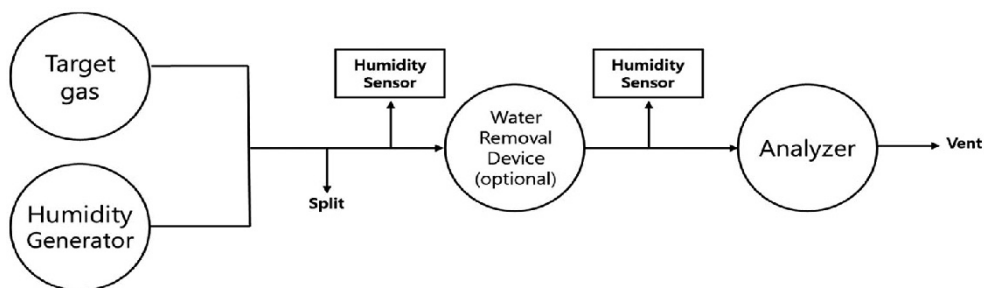 Target
gas
Humidity
Generator
Split
Humidity
Sensor
Water
Removal
Device
(optional)
Humidity
Sensor
Analyzer
Vent